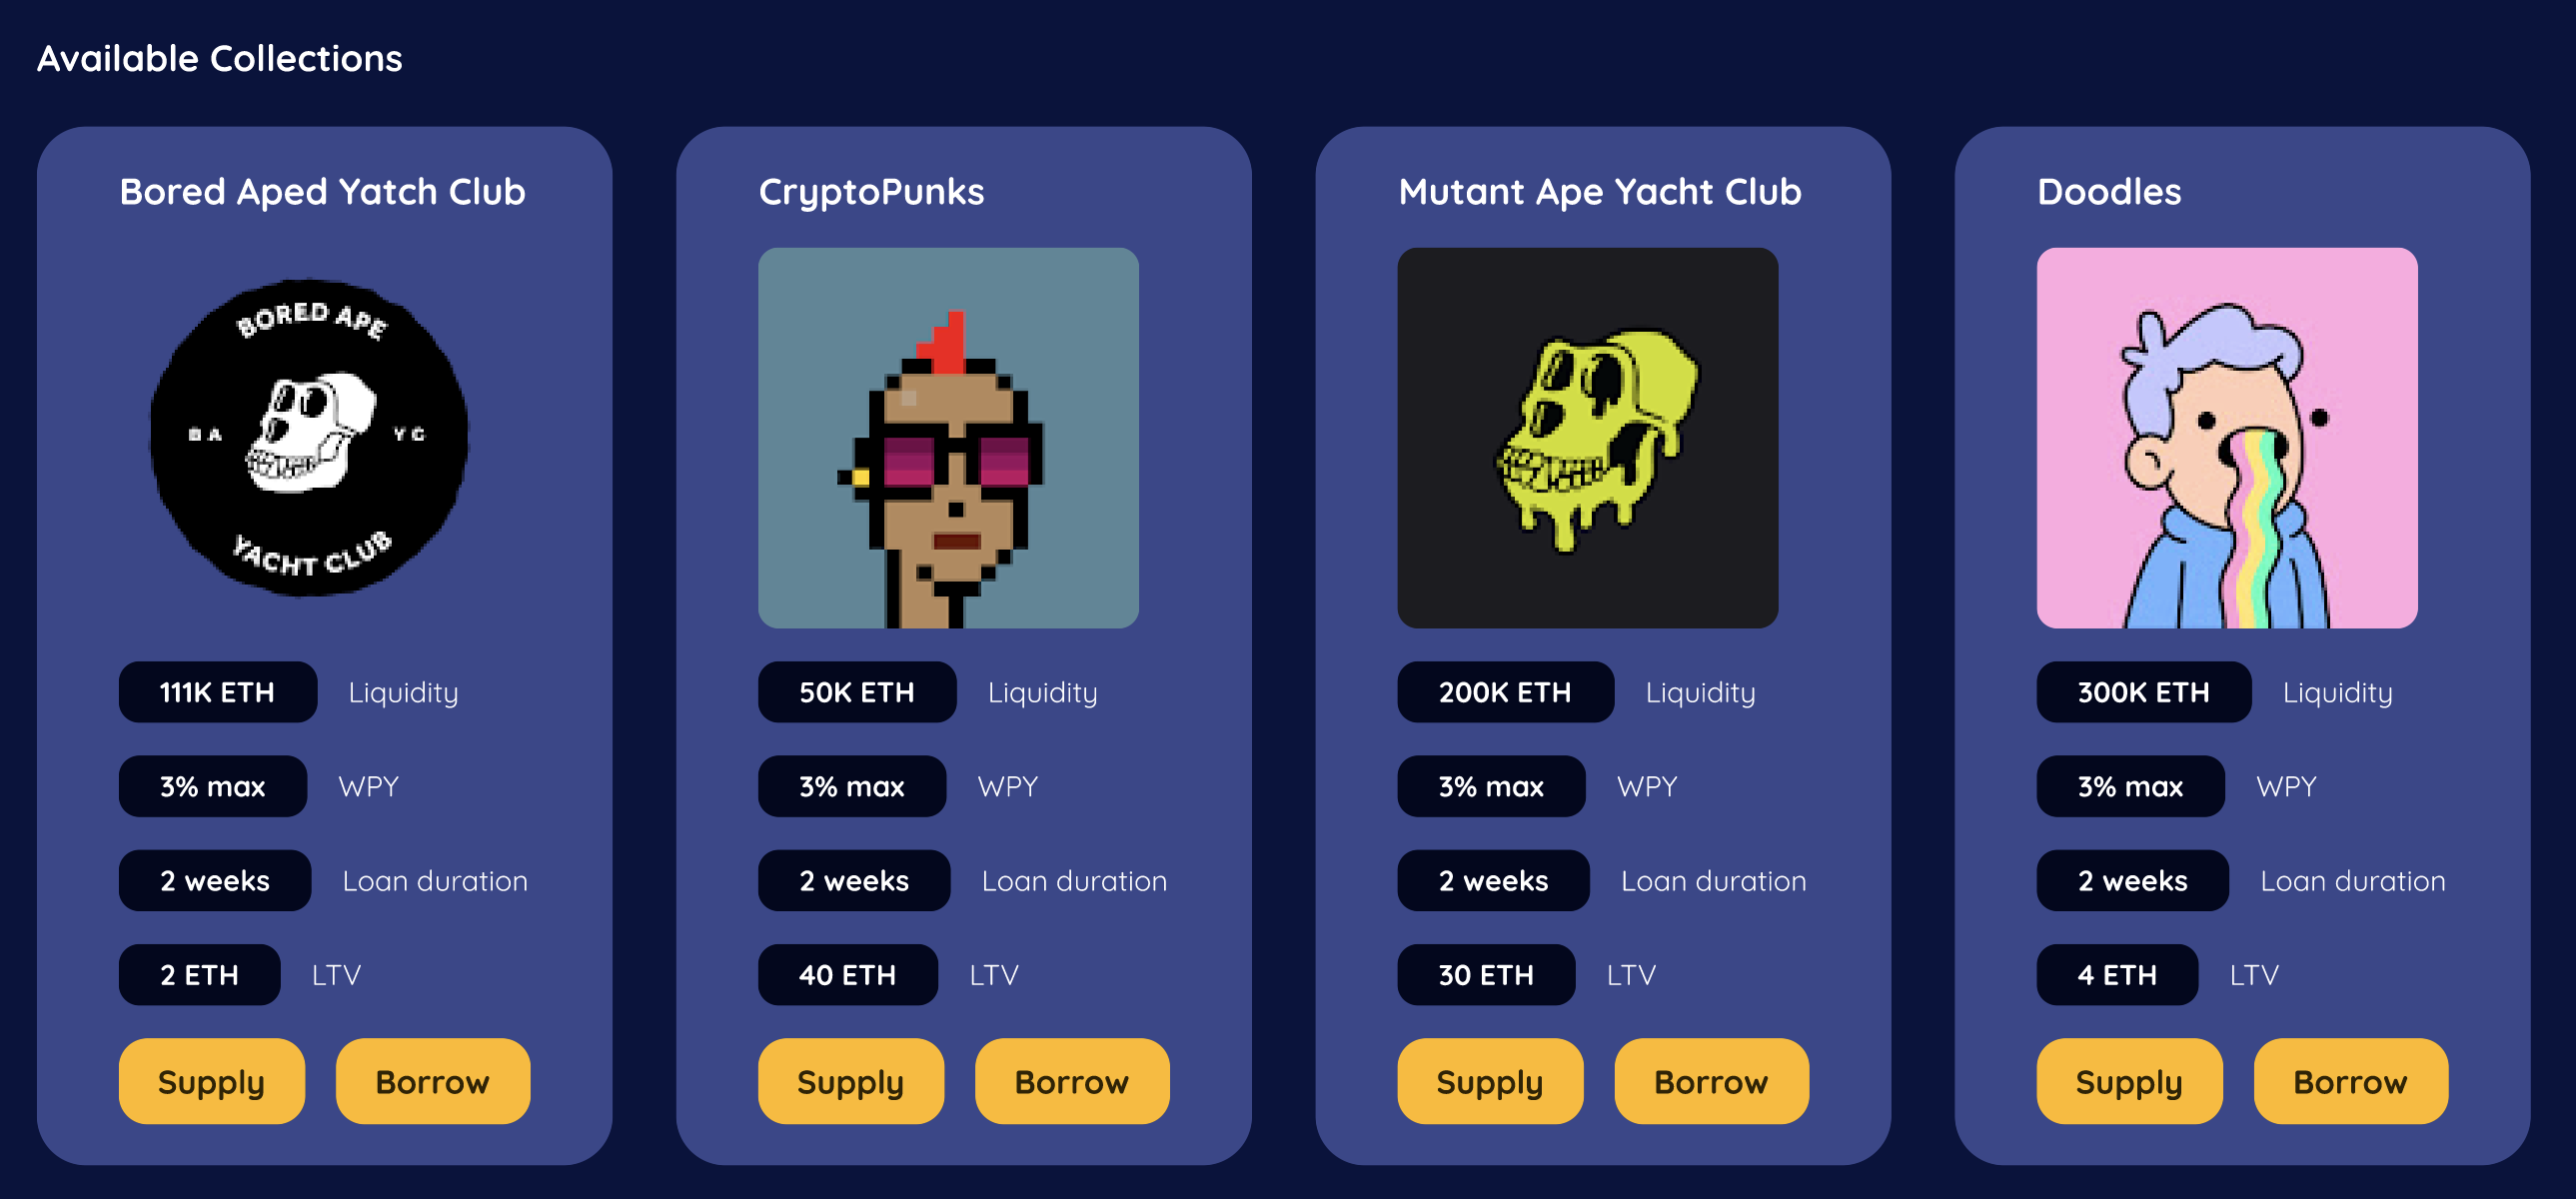 Available Collections
Bored Aped Yatch Club
BORED APE
BA YC
YACHT CLUB
111K ETH Liquidity
3% max WPY
2 weeks Loan duration
2 ETH LTV
Supply Borrow
CryptoPunks
50K ETH Liquidity
3% max WPY
2 weeks Loan duration
40 ETH LTV
Supply Borrow
Mutant Ape Yacht Club
200K ETH Liquidity
3% max WPY
2 weeks Loan duration
30 ETH LTV
Supply Borrow
Doodles
300K ETH Liquidity
3% max WPY
2 weeks Loan duration
4 ETH LTV
Supply Borrow